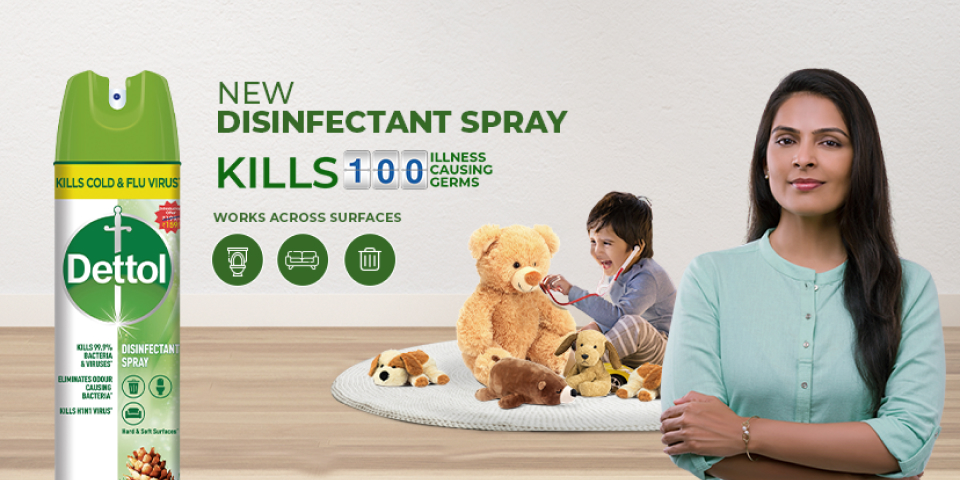 NEW
DISINFECTANT SPRAY
KILLS 100 ILLNESS
CAUSING
GERMS
WORKS ACROSS SURFACES
KILLS COLD & FLU VIRUS
Dettol
KILLS 99.9%
BACTERIA
& VIRUSES*
ELIMINATES ODOUR
CAUSING
BACTERIA*
KILLS H1N1 VIRUS*
DISINFECTANT
SPRAY
Hard & Soft Surfaces*